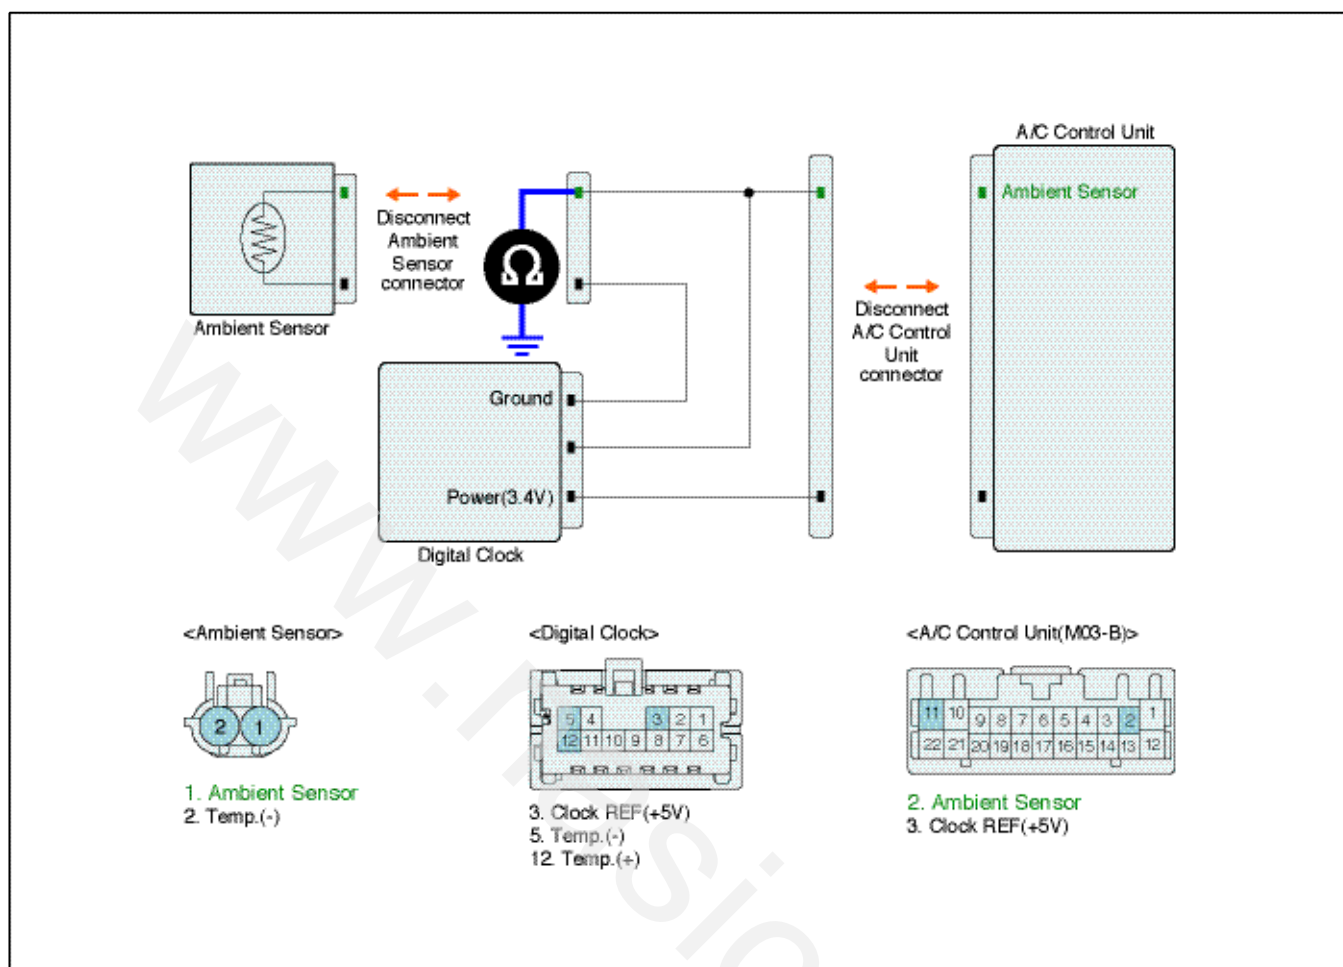 A/C Control Unit
Ambient Sensor
Disconnect
Ambient
Sensor
connector
Ω
Ambient Sensor
Disconnect
A/C Control
Unit
connector
Ground
Power(3.4V)
Digital Clock
<Ambient Sensor>
<Digital Clock>
<A/C Control Unit(M03-B)>
2 1
5 4 3 2 1
12 11 10 9 8 7 6
11 10 9 8 7 6 5 4 3 2 1
22 21 20 19 18 17 16 15 14 13 12
1. Ambient Sensor
2. Temp.(-)
3. Clock REF(+5V)
5. Temp.(-)
12. Temp.(+)
2. Ambient Sensor
3. Clock REF(+5V)